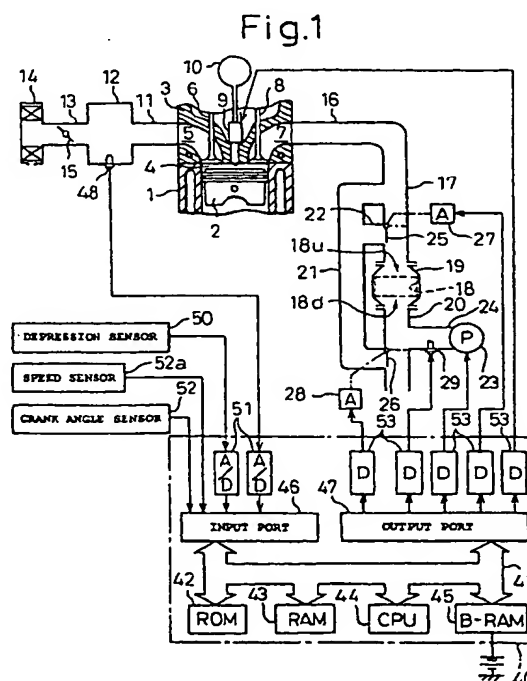 Fig.1
10
14
12
3
6
9
8
13
11
16
5
7
15
4
48
1
17
2
22
A
25
27
21
18u
19
18
18d
20
24
P
DEPRESSION SENSOR
50
23
SPEED SENSOR
52a
28
A
26
29
CRANK ANGLE SENSOR
52
53
53
53
51
A/D
A/D
D
D
D
D
D
46
47
INPUT PORT
OUTPUT PORT
42
43
44
45
ROM
RAM
CPU
B-RAM